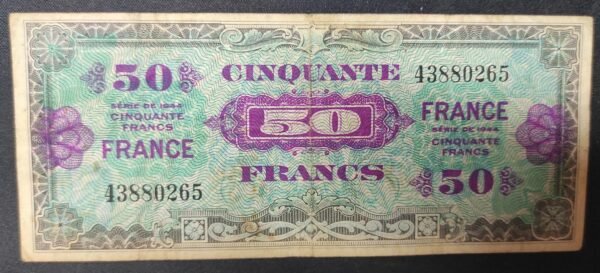 50
SÉRIE DE 1944
CINQUANTE
FRANCS
FRANCE
43880265
CINQUANTE
50
FRANCS
43880265
FRANCE
SÉRIE DE 1944
CINQUANTE
FRANCS
50